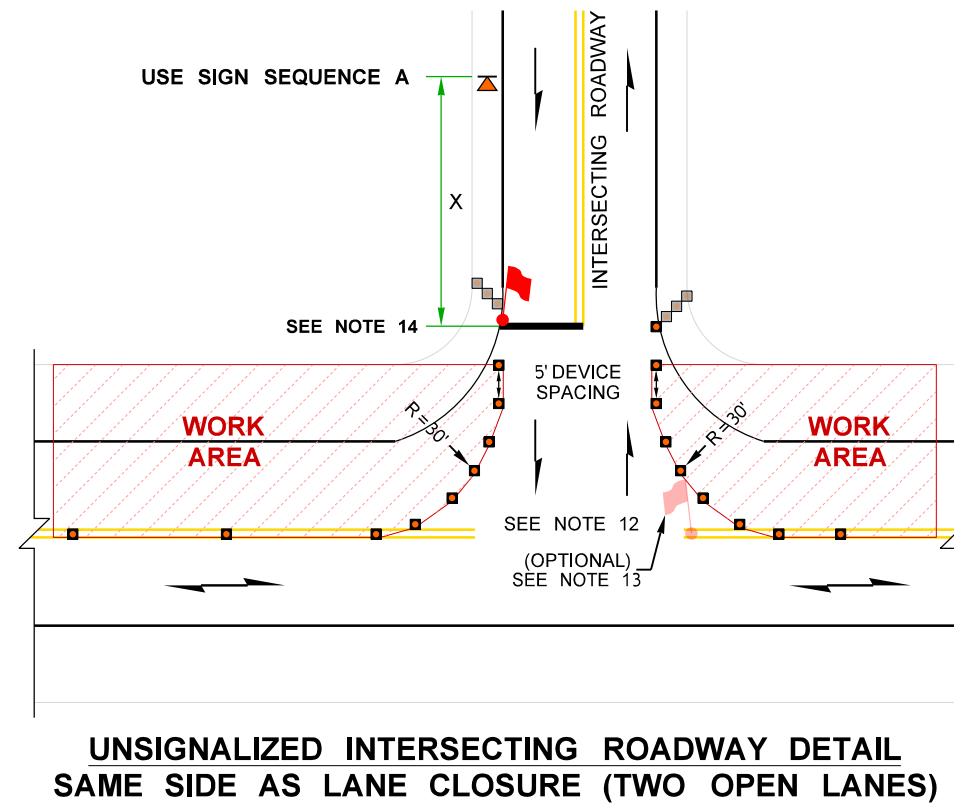 USE SIGN SEQUENCE A
INTERSECTING ROADWAY
X
SEE NOTE 14
5' DEVICE
SPACING
R=30'
R=30'
WORK
AREA
WORK
AREA
SEE NOTE 12
(OPTIONAL)
SEE NOTE 13
UNSIGNALIZED INTERSECTING ROADWAY DETAIL
SAME SIDE AS LANE CLOSURE (TWO OPEN LANES)